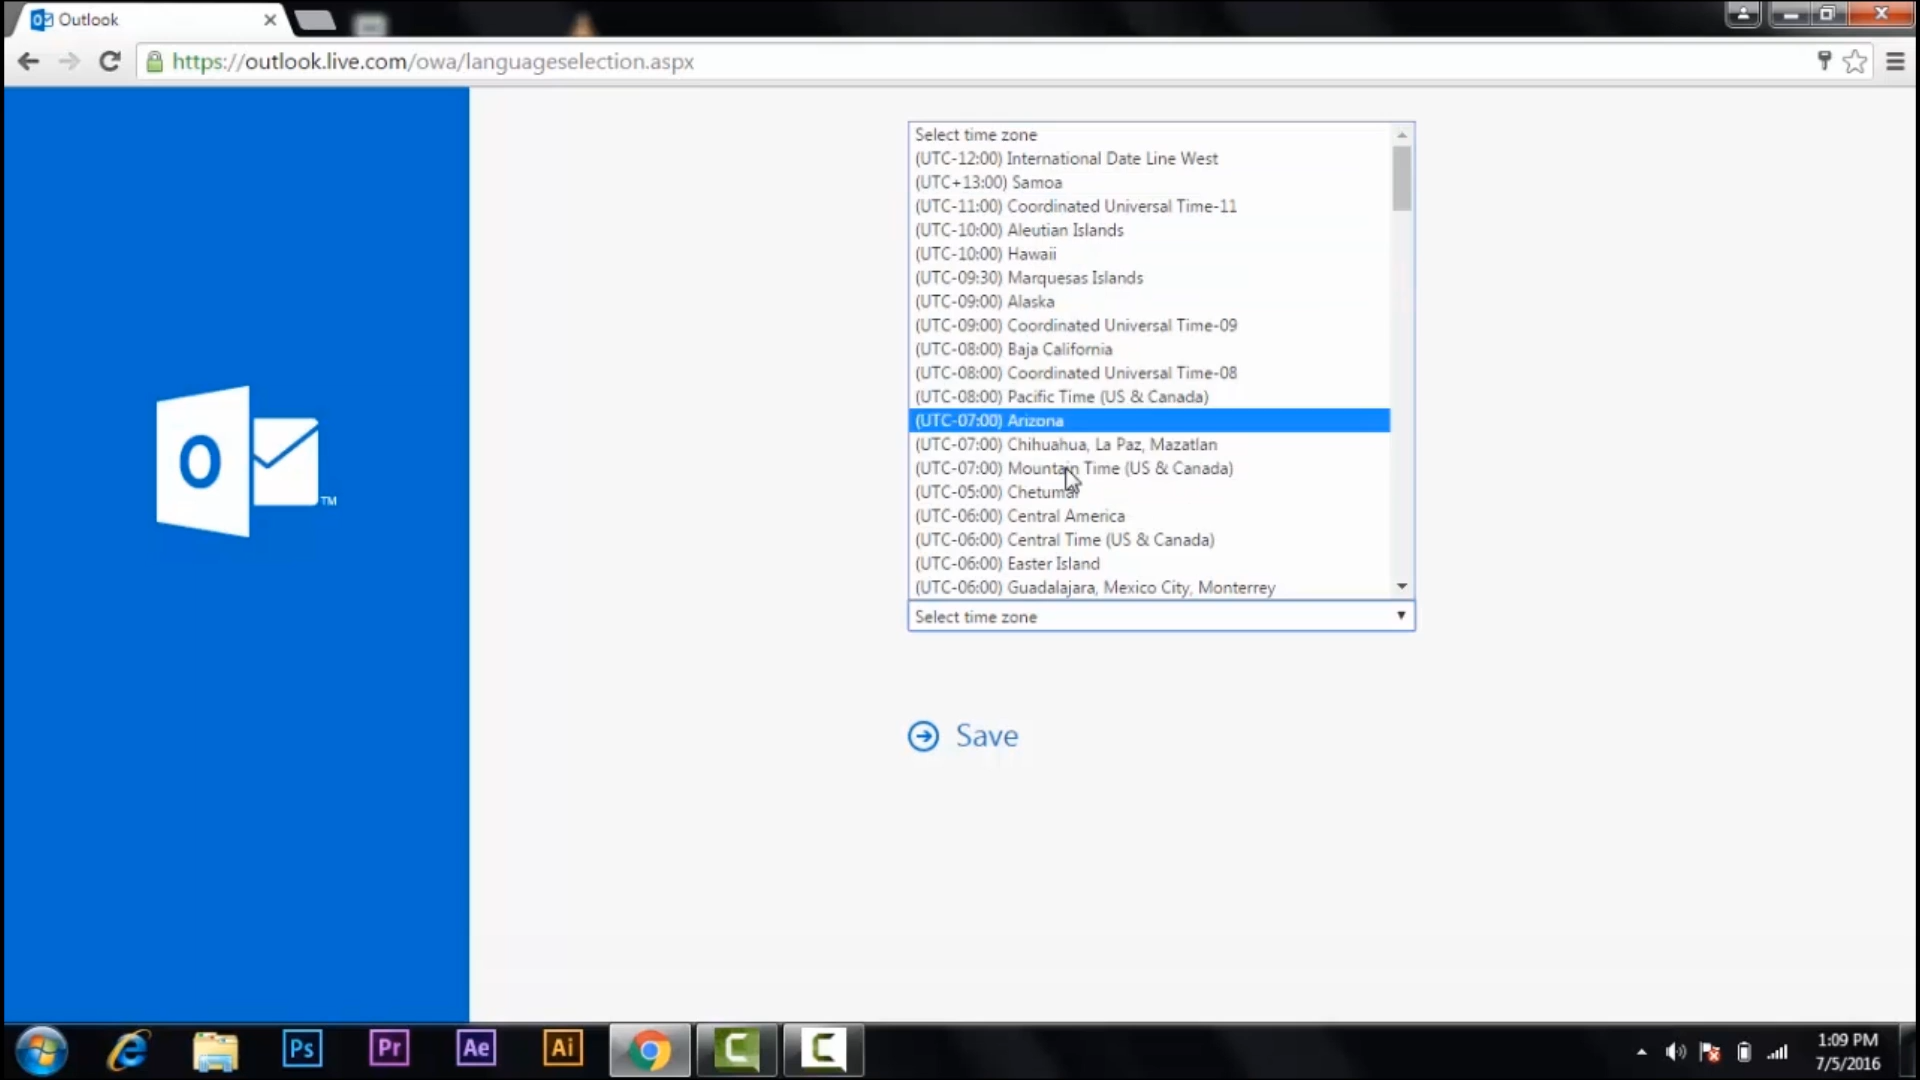 Outlook
https://outlook.live.com/owa/languageselection.aspx
Select time zone
(UTC-12:00) International Date Line West
(UTC+13:00) Samoa
(UTC-11:00) Coordinated Universal Time-11
(UTC-10:00) Aleutian Islands
(UTC-10:00) Hawaii
(UTC-09:30) Marquesas Islands
(UTC-09:00) Alaska
(UTC-09:00) Coordinated Universal Time-09
(UTC-08:00) Baja California
(UTC-08:00) Coordinated Universal Time-08
(UTC-08:00) Pacific Time (US & Canada)
(UTC-07:00) Arizona
(UTC-07:00) Chihuahua, La Paz, Mazatlan
(UTC-07:00) Mountain Time (US & Canada)
(UTC-05:00) Chetumal
(UTC-06:00) Central America
(UTC-06:00) Central Time (US & Canada)
(UTC-06:00) Easter Island
(UTC-06:00) Guadalajara, Mexico City, Monterrey
Select time zone
Save
O
TM
Ps
Pr
Ae
Ai
1:09 PM
7/5/2016